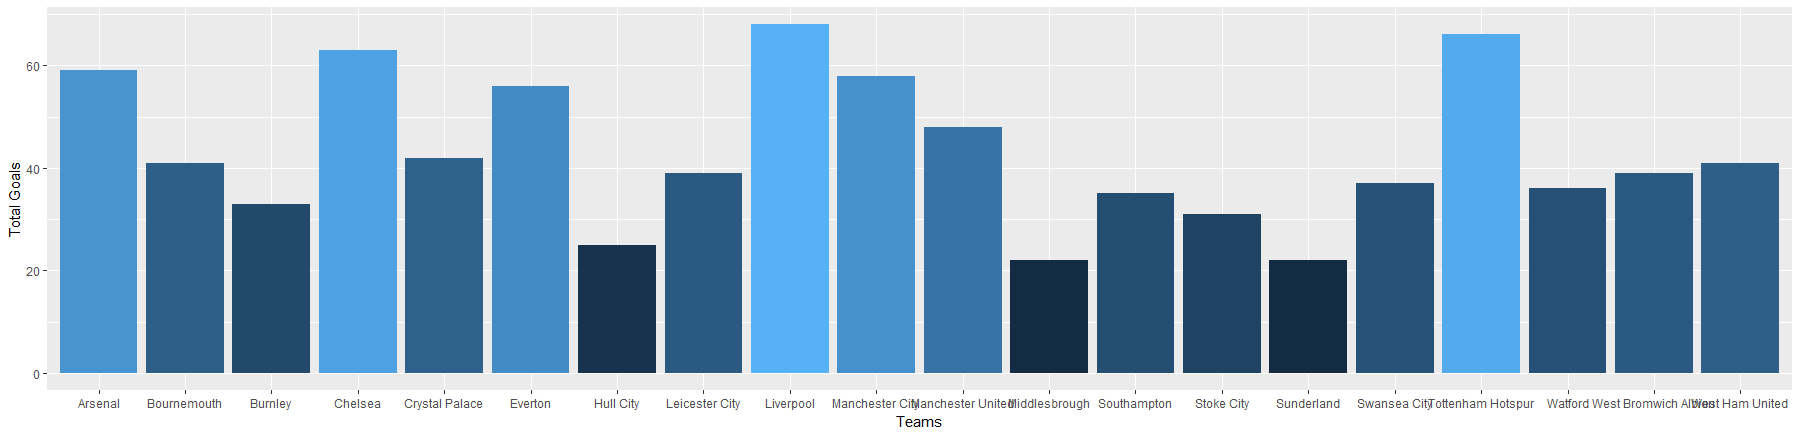 Total Goals
60
40
20
0
Arsenal Bournemouth Burnley Chelsea Crystal Palace Everton Hull City Leicester City Liverpool Manchester City Manchester United Middlesbrough Southampton Stoke City Sunderland Swansea City Tottenham Hotspur Watford West Bromwich Albion West Ham United
Teams